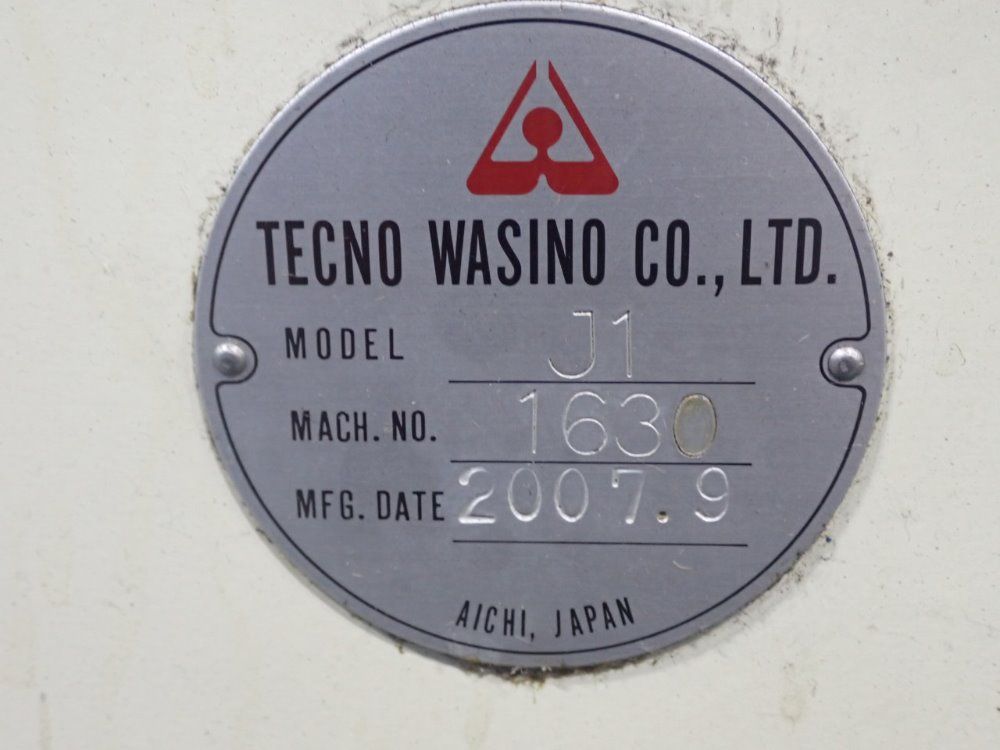 TECNO WASINO CO., LTD.
MODEL J1
MACH. NO. 1630
MFG. DATE 2007.9
AICHI, JAPAN